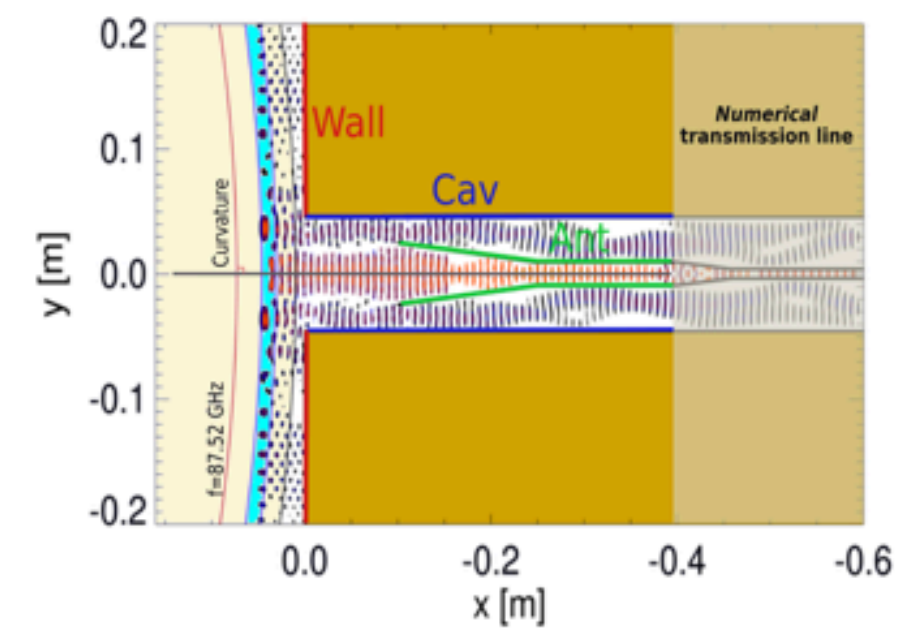 0.2
0.1
0.0
-0.1
-0.2
y [m]
Wall
Cav
Ant
Numerical
transmission line
Curvature
f=87.52 GHz
0.0 -0.2 -0.4 -0.6
x [m]